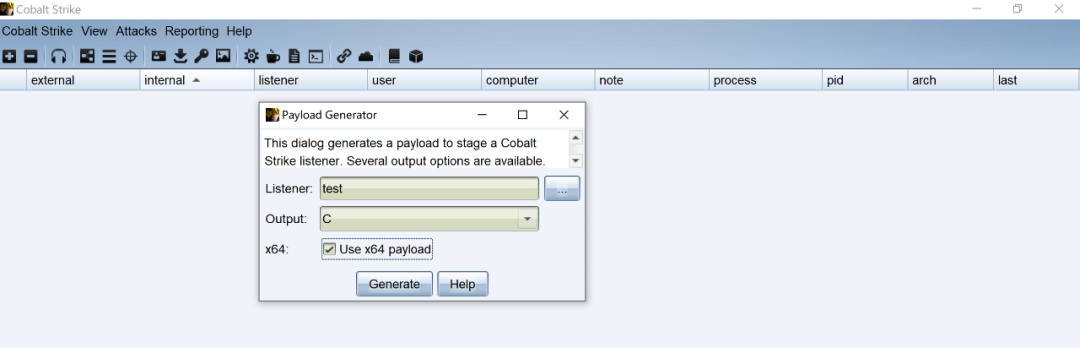 Cobalt Strike
Cobalt Strike View Attacks Reporting Help
external internal listener user computer note process pid arch last
Payload Generator
This dialog generates a payload to stage a Cobalt
Strike listener. Several output options are available.
Listener: test ...
Output: C
x64: Use x64 payload
Generate Help